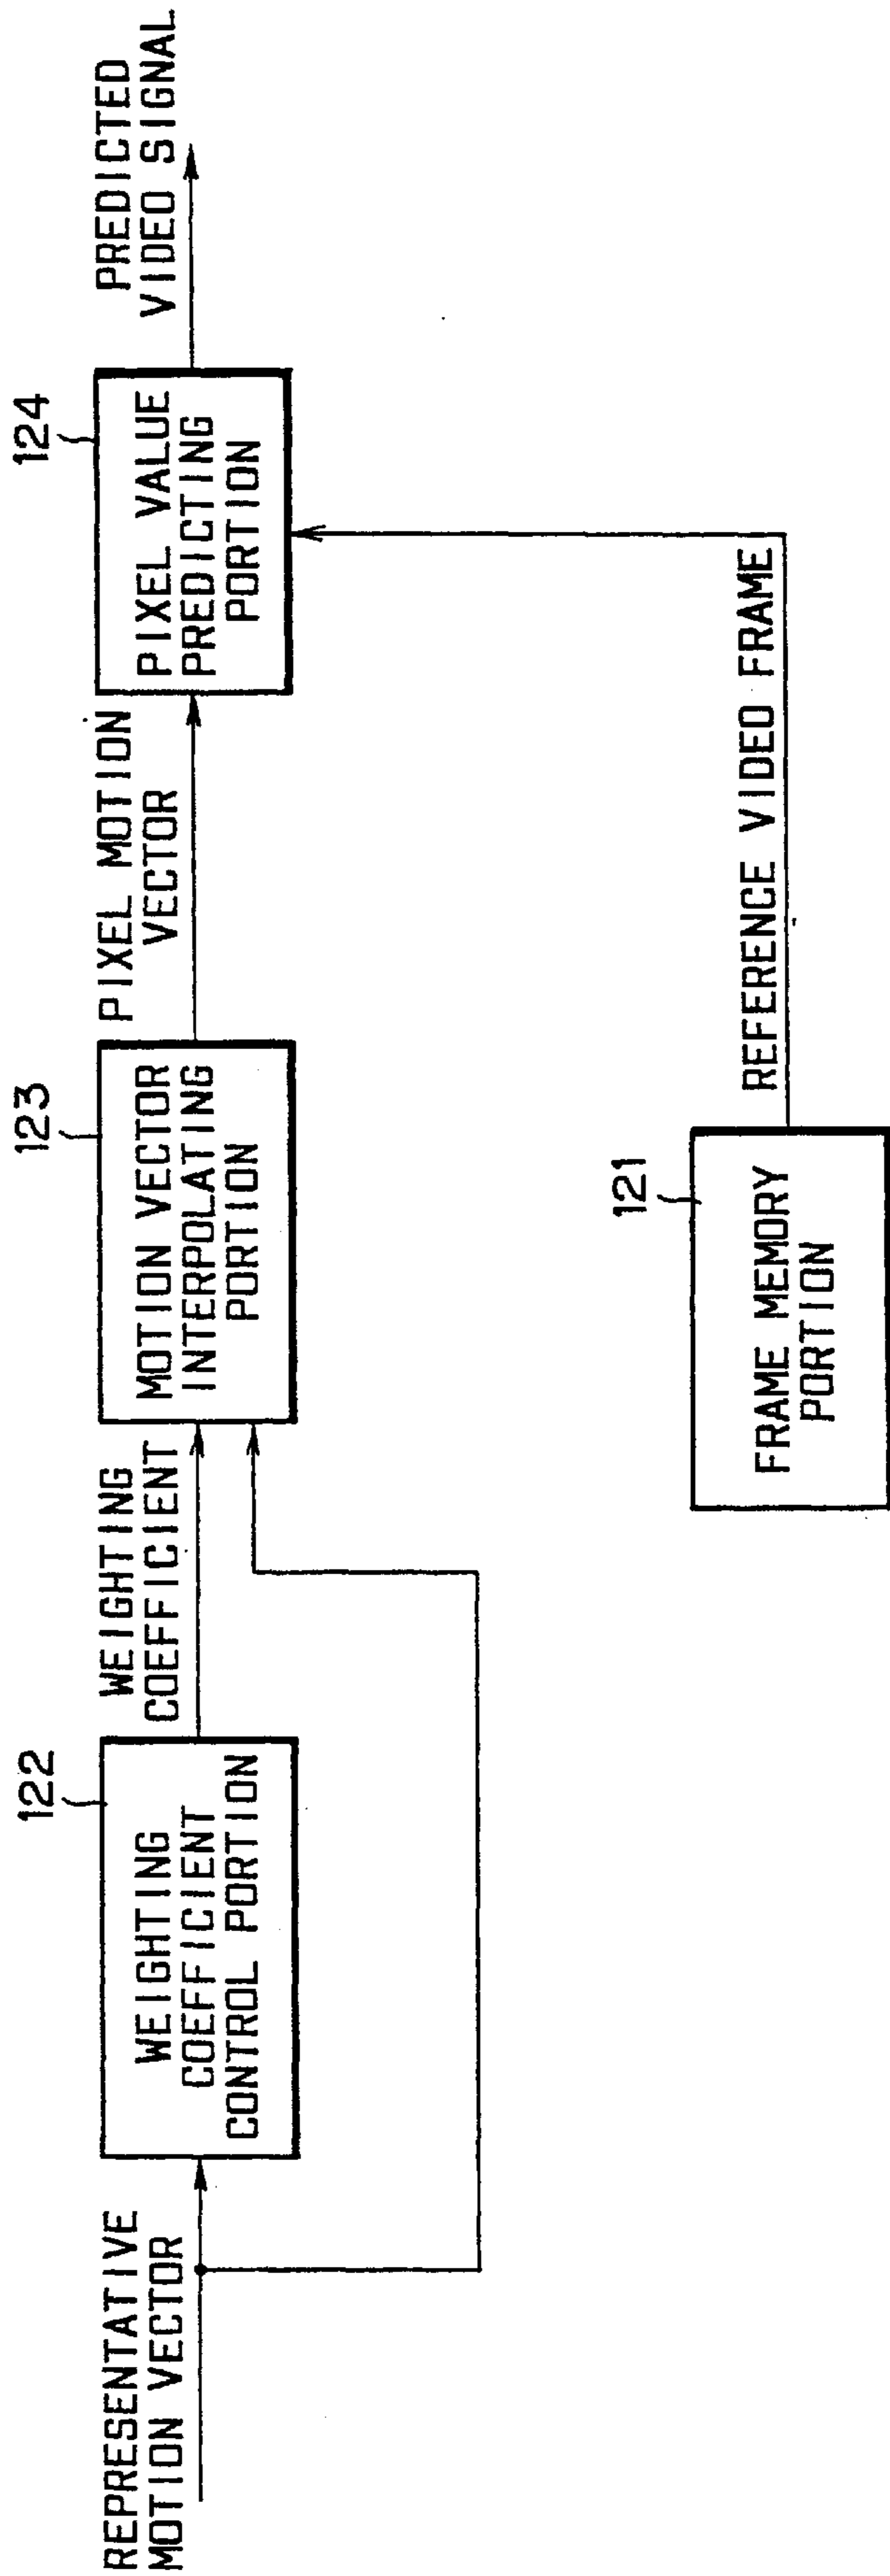 REPRESENTATIVE
MOTION VECTOR
122
WEIGHTING
COEFFICIENT
CONTROL PORTION
WEIGHTING
COEFFICIENT
123
MOTION VECTOR
INTERPOLATING
PORTION
PIXEL MOTION
VECTOR
124
PIXEL VALUE
PREDICTING
PORTION
PREDICTED
VIDEO SIGNAL
121
FRAME MEMORY
PORTION
REFERENCE VIDEO FRAME